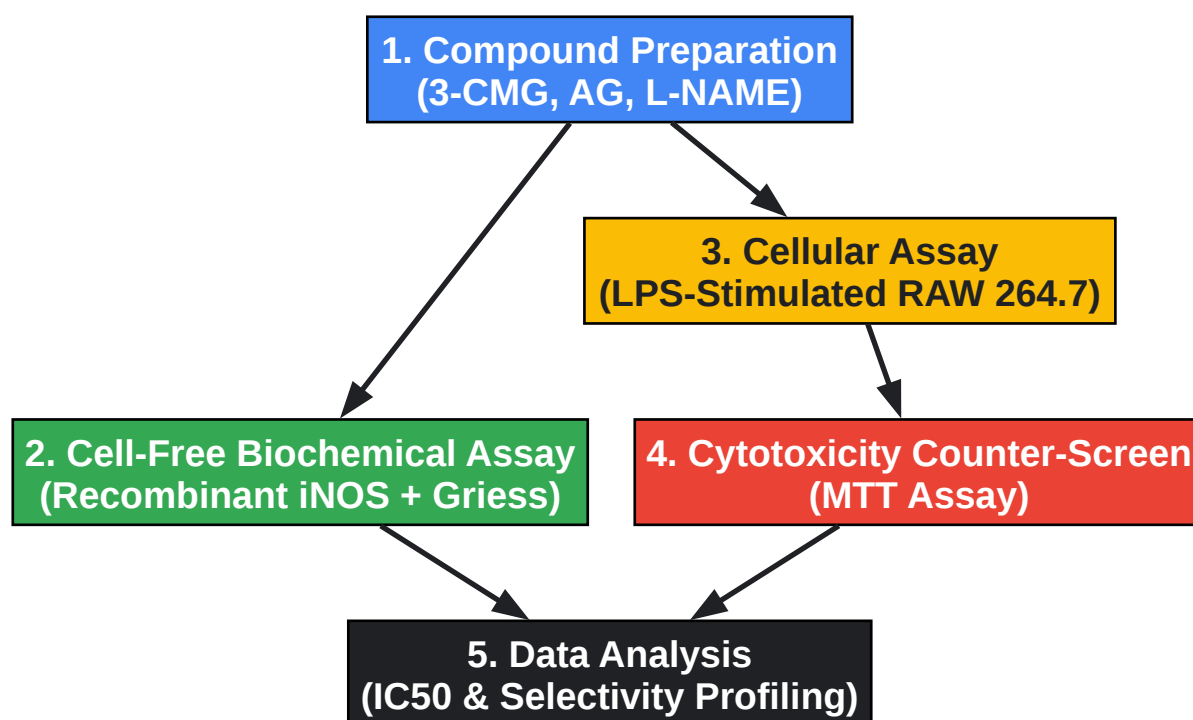 1. Compound Preparation
(3-CMG, AG, L-NAME)
3. Cellular Assay
(LPS-Stimulated RAW 264.7)
2. Cell-Free Biochemical Assay
(Recombinant iNOS + Griess)
4. Cytotoxicity Counter-Screen
(MTT Assay)
5. Data Analysis
(IC50 & Selectivity Profiling)